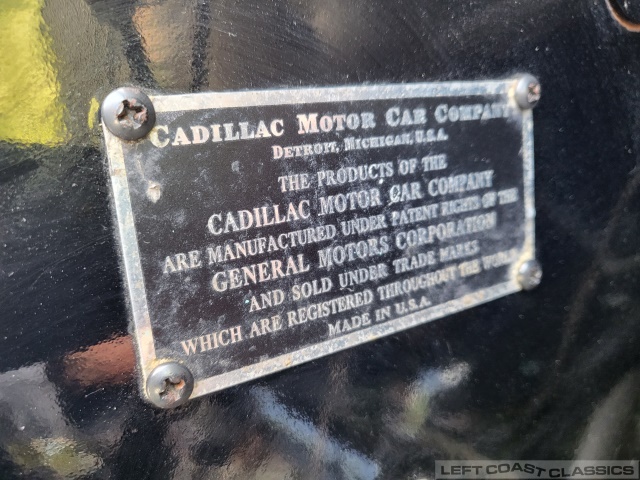 CADILLAC MOTOR CAR COMPANY
DETROIT, MICHIGAN, U.S.A.
THE PRODUCTS OF THE
CADILLAC MOTOR CAR COMPANY
ARE MANUFACTURED UNDER PATENT RIGHTS OF THE
GENERAL MOTORS CORPORATION
AND SOLD UNDER TRADE MARKS
WHICH ARE REGISTERED THROUGHOUT THE WORLD
MADE IN U.S.A.
LEFT COAST CLASSICS